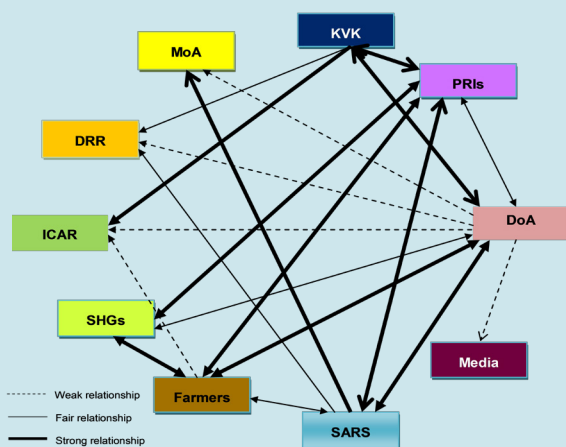 KVK
MoA
PRIs
DRR
DoA
ICAR
SHGs
Media
Farmers
SARS
Weak relationship
Fair relationship
Strong relationship